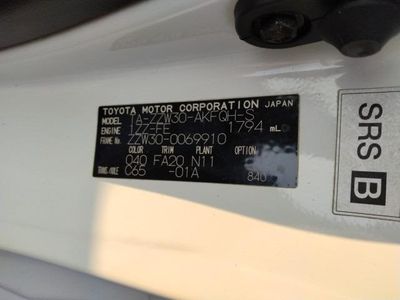 TOYOTA MOTOR CORPORATION JAPAN
MODEL TA-ZZW30-AKFQH-S
ENGINE 1ZZ-FE 1794 mL
FRAME No. ZZW30-0069910
COLOR TRIM PLANT OPTION
040 FA20 N11
TRANS./AXLE C65 -01A 840
SRS B